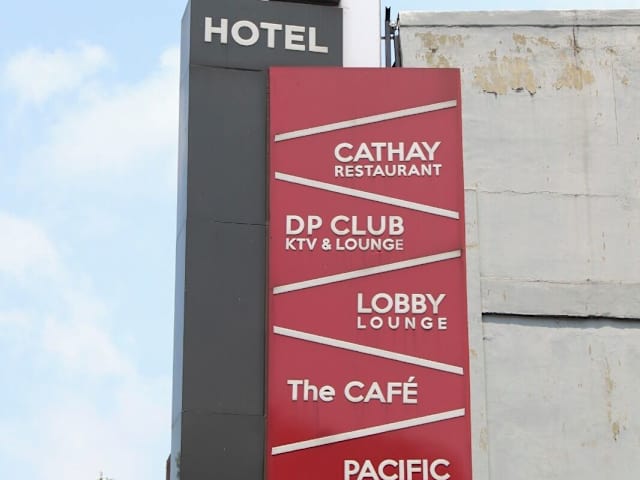 HOTEL
CATHAY
RESTAURANT
DP CLUB
KTV & LOUNGE
LOBBY
LOUNGE
The CAFÉ
PACIFIC